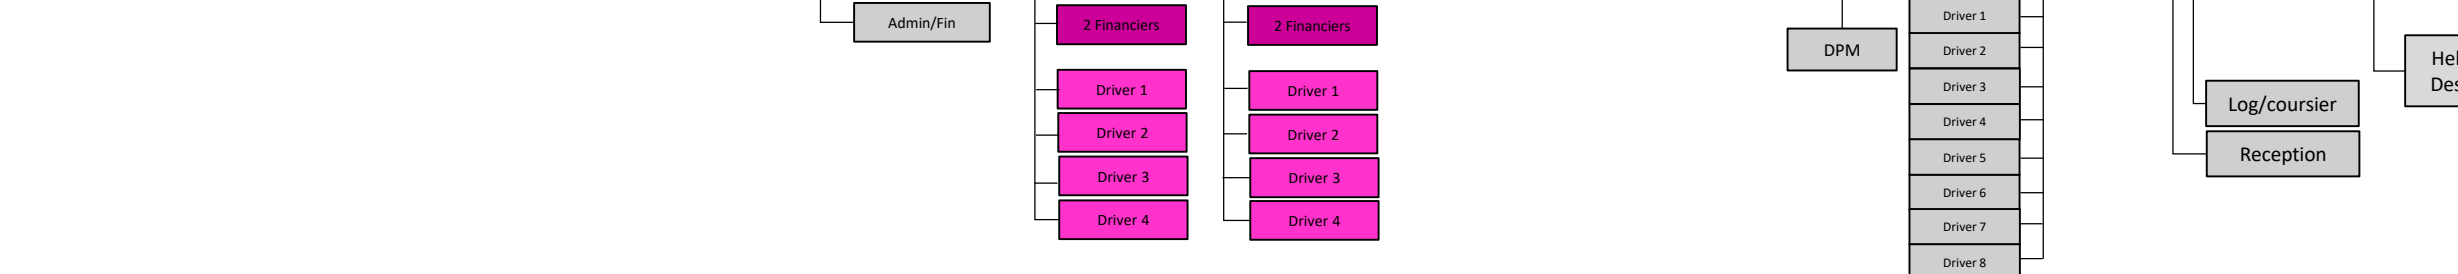 Admin/Fin
2 Financiers
Driver 1
Driver 2
Driver 3
Driver 4
2 Financiers
Driver 1
Driver 2
Driver 3
Driver 4
DPM
Driver 1
Driver 2
Driver 3
Driver 4
Driver 5
Driver 6
Driver 7
Driver 8
Log/coursier
Reception